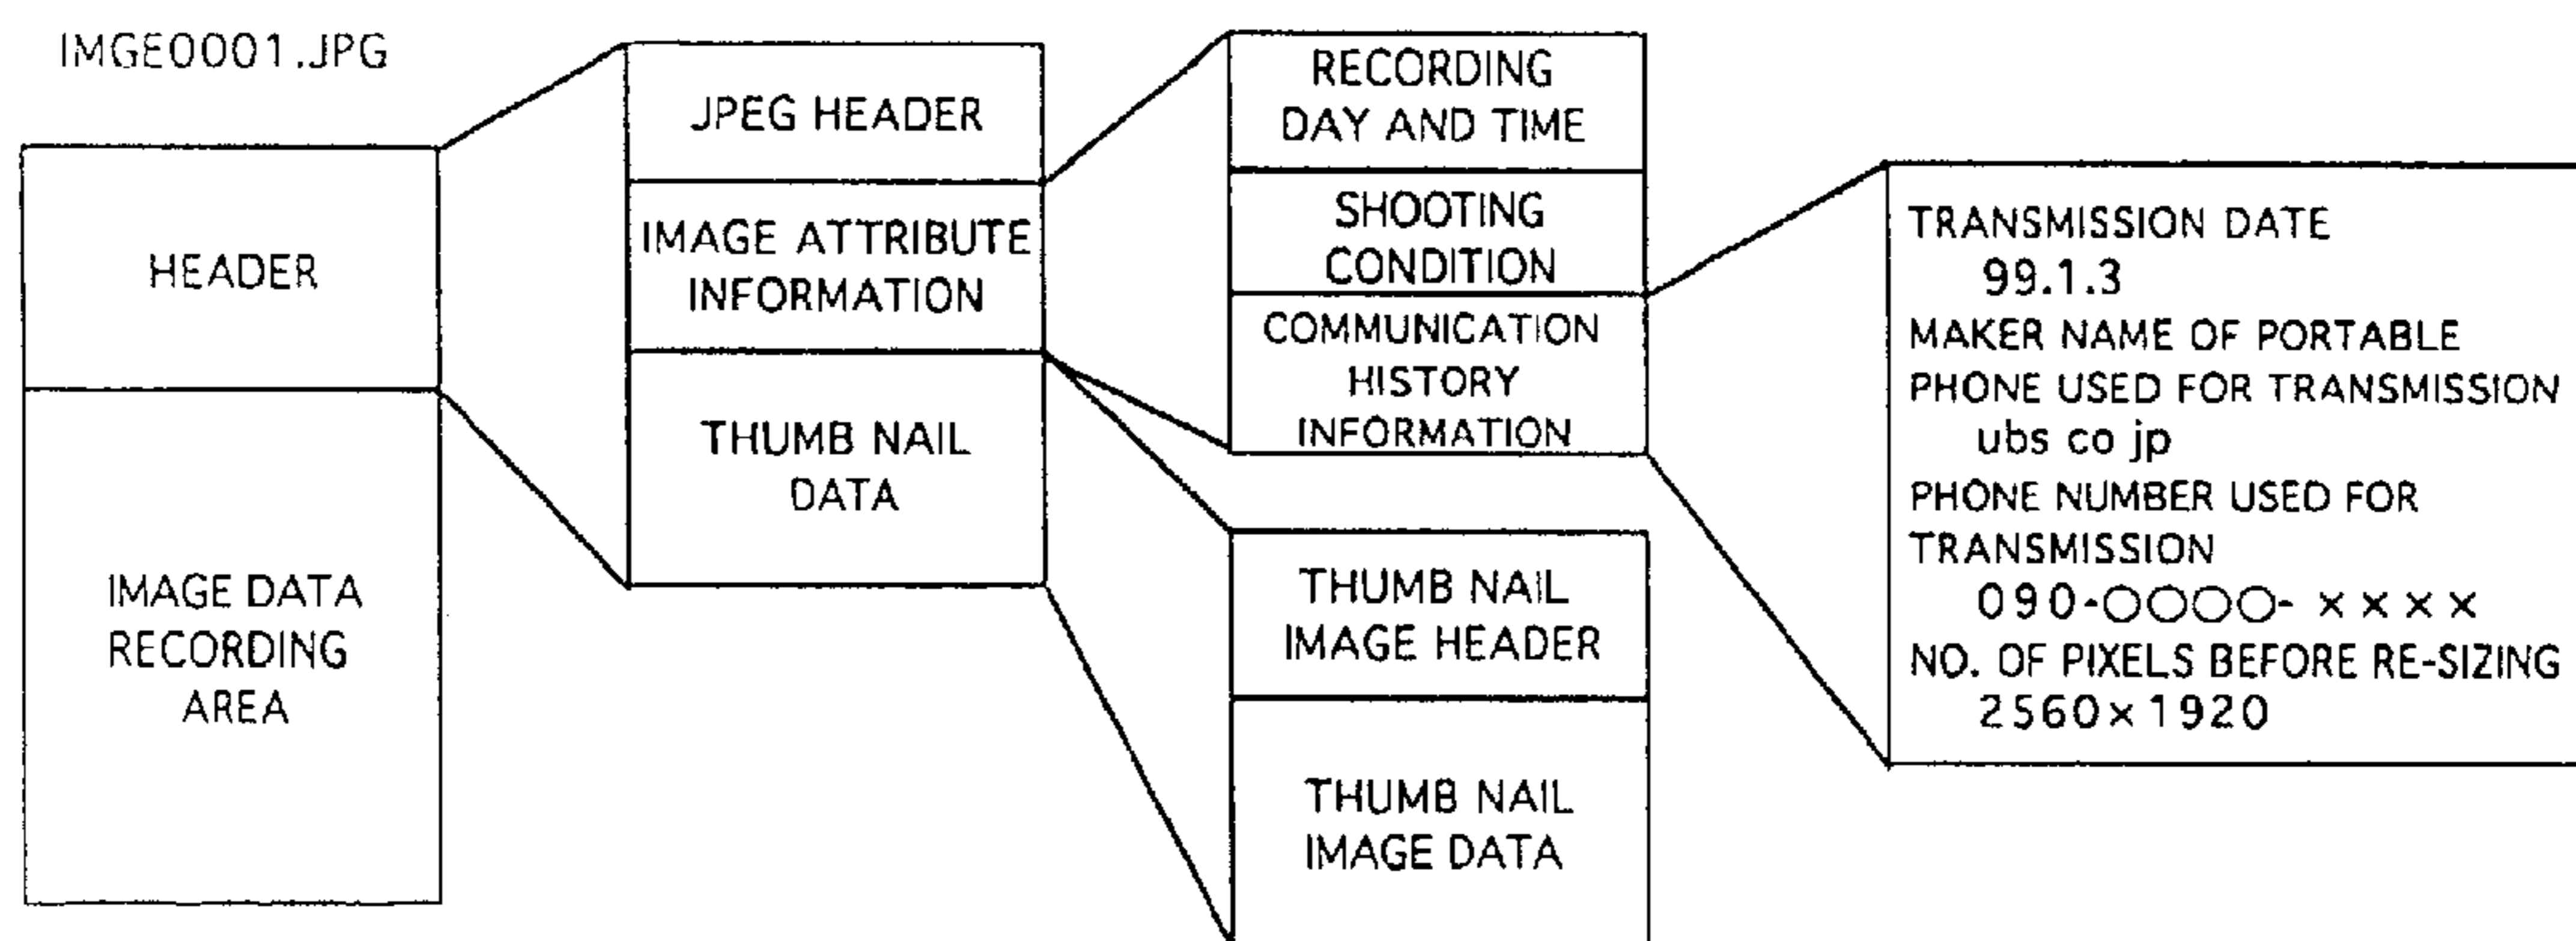 IMGE0001.JPG
HEADER
IMAGE DATA
RECORDING
AREA
JPEG HEADER
IMAGE ATTRIBUTE
INFORMATION
THUMB NAIL
DATA
RECORDING
DAY AND TIME
SHOOTING
CONDITION
COMMUNICATION
HISTORY
INFORMATION
THUMB NAIL
IMAGE HEADER
THUMB NAIL
IMAGE DATA
TRANSMISSION DATE
99.1.3
MAKER NAME OF PORTABLE
PHONE USED FOR TRANSMISSION
ubs co jp
PHONE NUMBER USED FOR
TRANSMISSION
090-○○○○-××××
NO. OF PIXELS BEFORE RE-SIZING
2560×1920